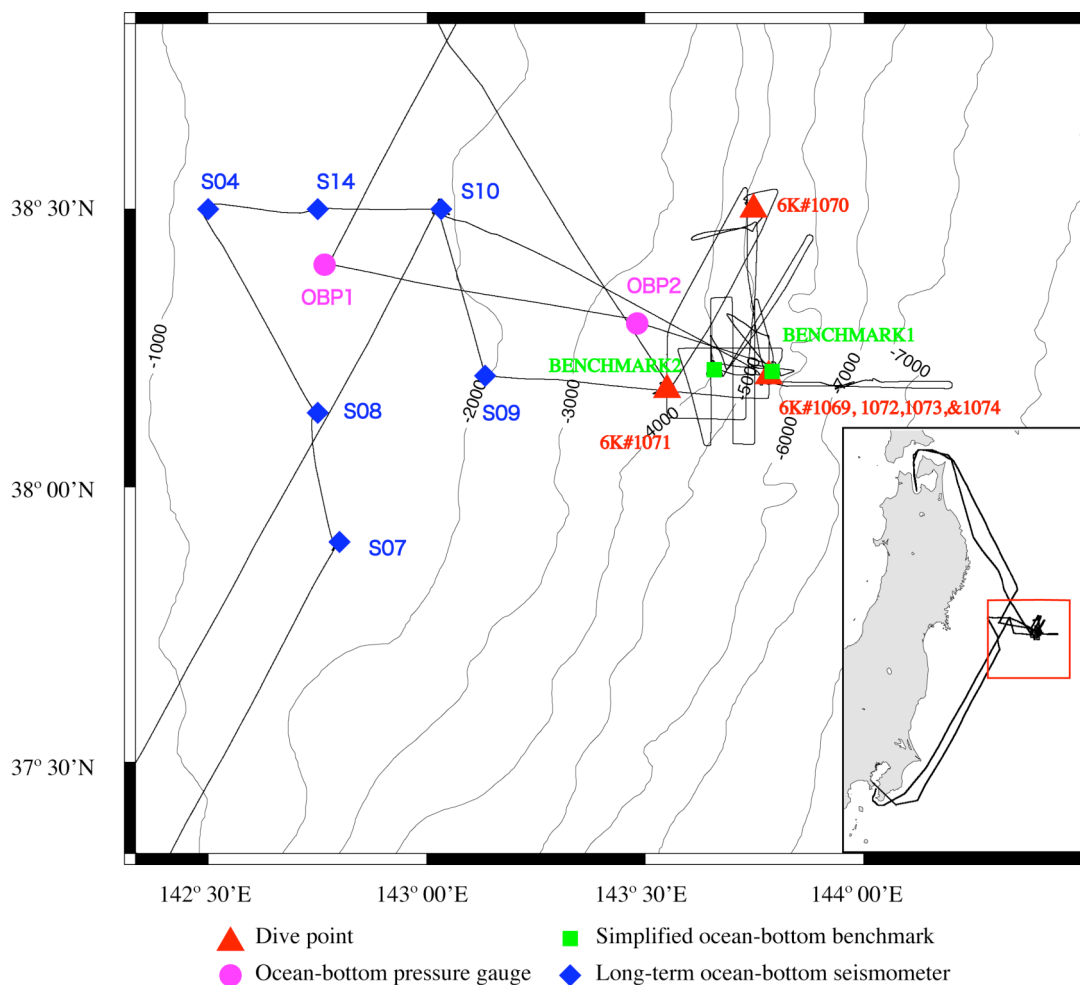 S04
S14
S10
38° 30'N
6K#1070
OBP1
OBP2
BENCHMARK1
-1000
BENCHMARK2
-7000
-7000
-5000
-2000
-3000
S08
S09
6K#1069, 1072,1073,&1074
-4000
6K#1071
-6000
38° 00'N
S07
37° 30'N
142° 30'E
143° 00'E
143° 30'E
144° 00'E
Dive point
Simplified ocean-bottom benchmark
Ocean-bottom pressure gauge
Long-term ocean-bottom seismometer